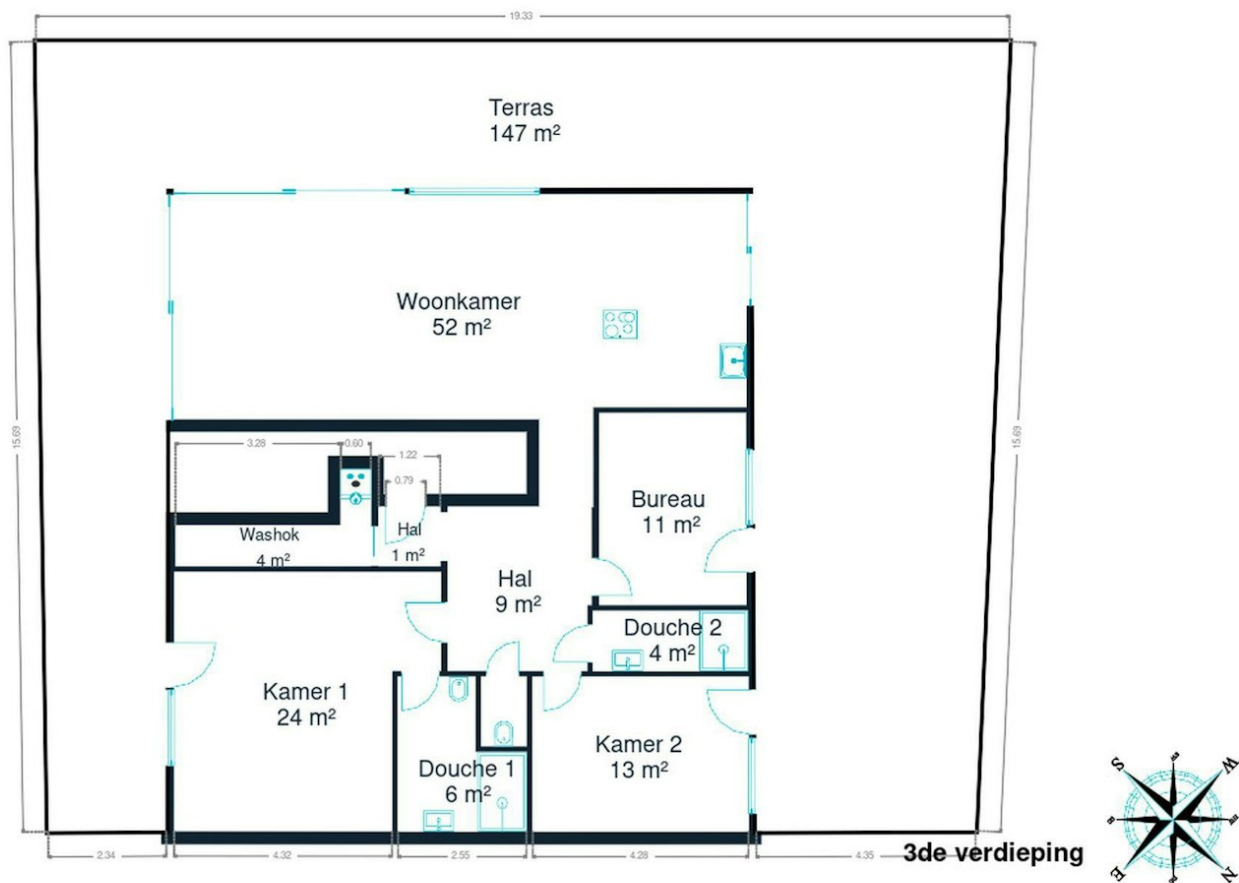 19.33
Terras
147 m²
15.69
15.69
Woonkamer
52 m²
3.28
0.60
1.22
0.79
Bureau
11 m²
Washok
4 m²
Hal
1 m²
Hal
9 m²
Douche 2
4 m²
Kamer 1
24 m²
Kamer 2
13 m²
Douche 1
6 m²
S
W
E
N
3de verdieping
2.34
4.32
2.55
4.28
4.35